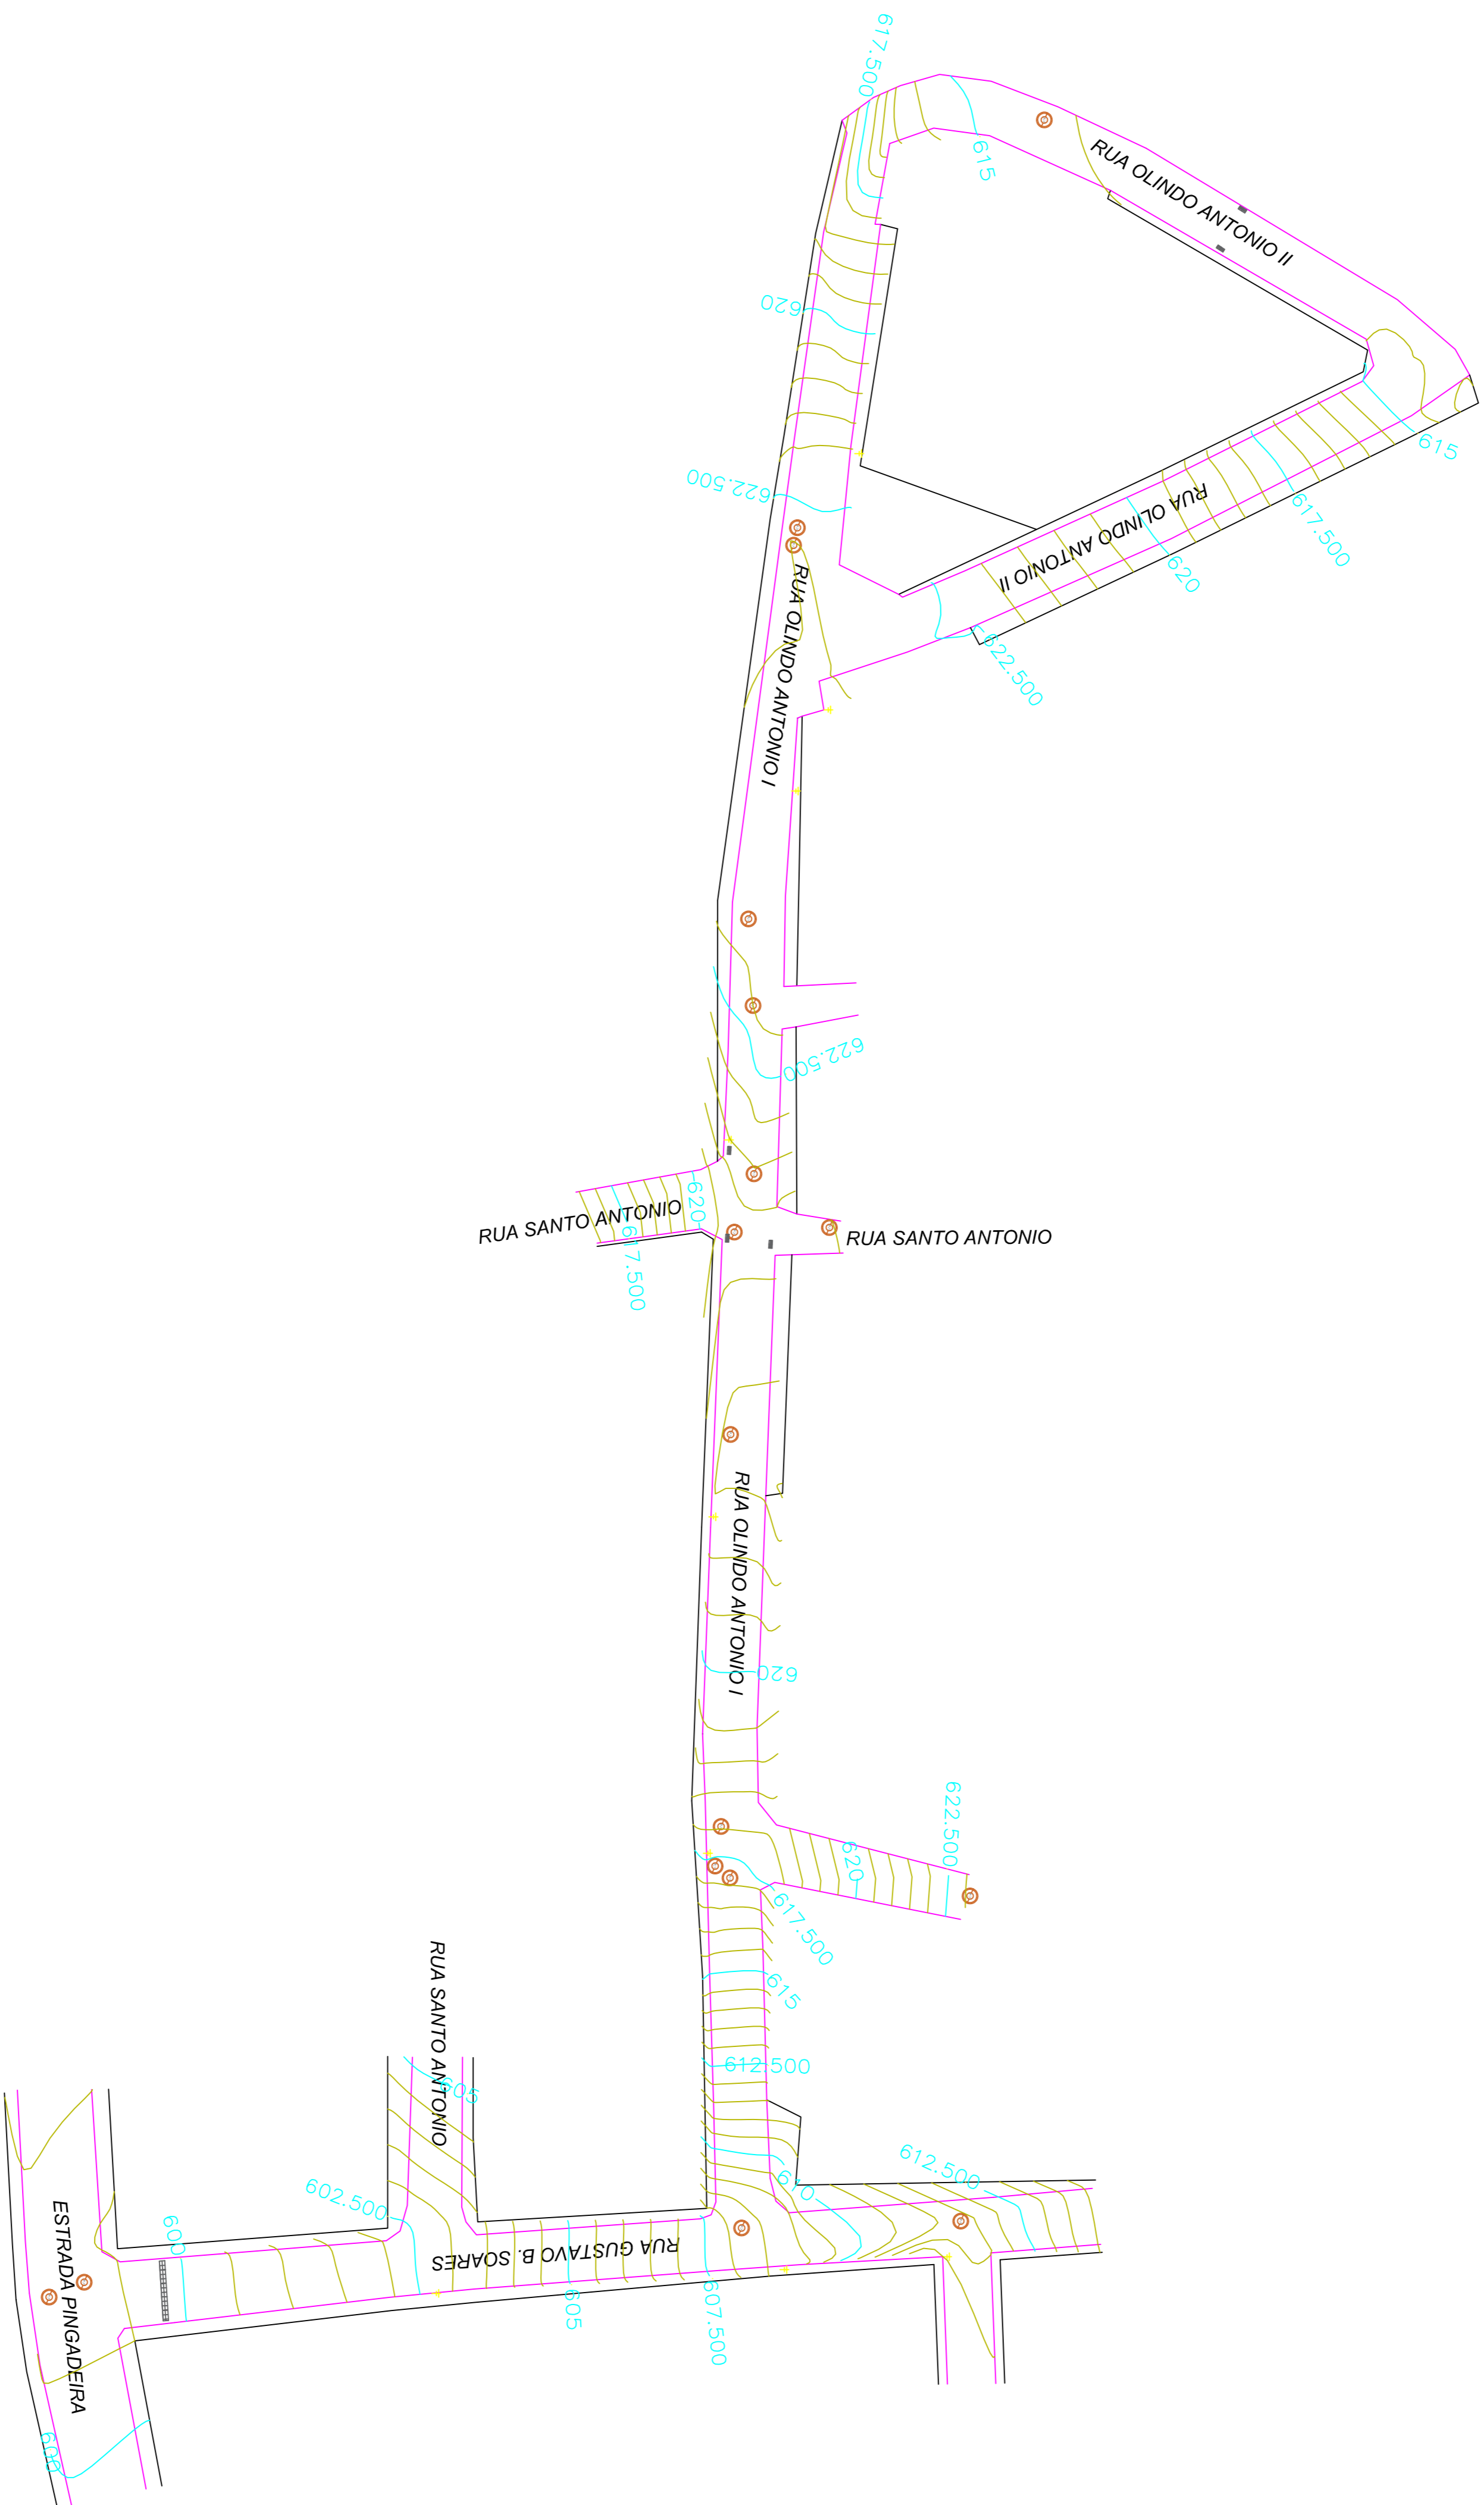 617.500
615
RUA OLINDO ANTONIO II
620
615
622.500
RUA OLINDO ANTONIO II
617.500
620
RUA OLINDO ANTONIO I
622.500
622.500
620
RUA SANTO ANTONIO
617.500
RUA SANTO ANTONIO
RUA OLINDO ANTONIO I
620
622.500
620
617.500
615
RUA SANTO ANTONIO
612.500
605
612.500
610
602.500
600
RUA GUSTAVO B. SOARES
ESTRADA PINGADEIRA
605
607.500
600